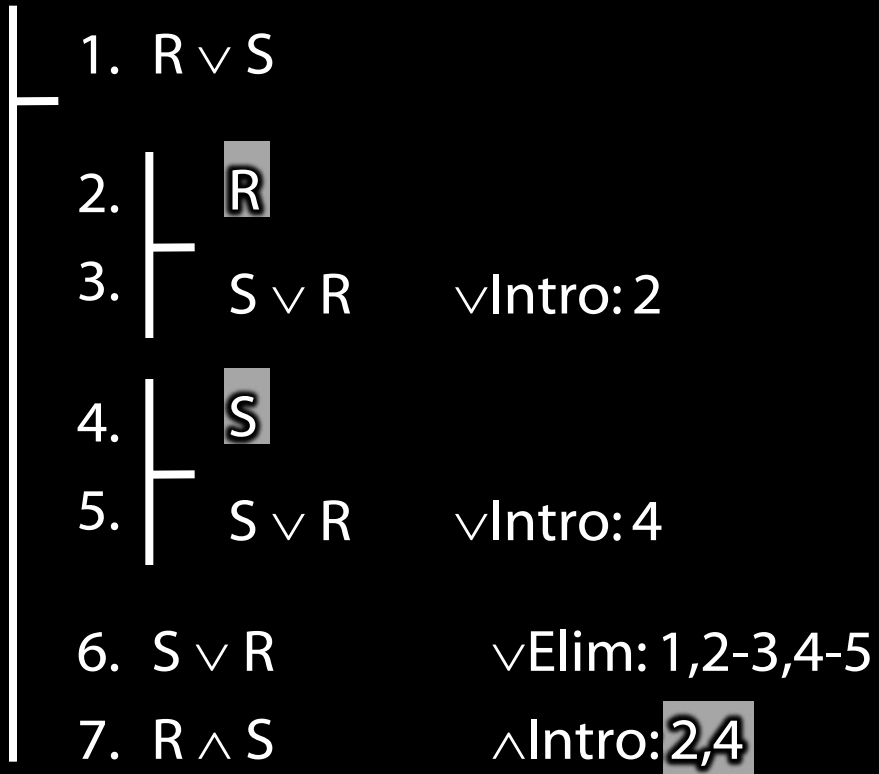 1. R ∨ S
2. R
3. S ∨ R ∨Intro: 2
4. S
5. S ∨ R ∨Intro: 4
6. S ∨ R ∨Elim: 1,2-3,4-5
7. R ∧ S ∧Intro: 2,4